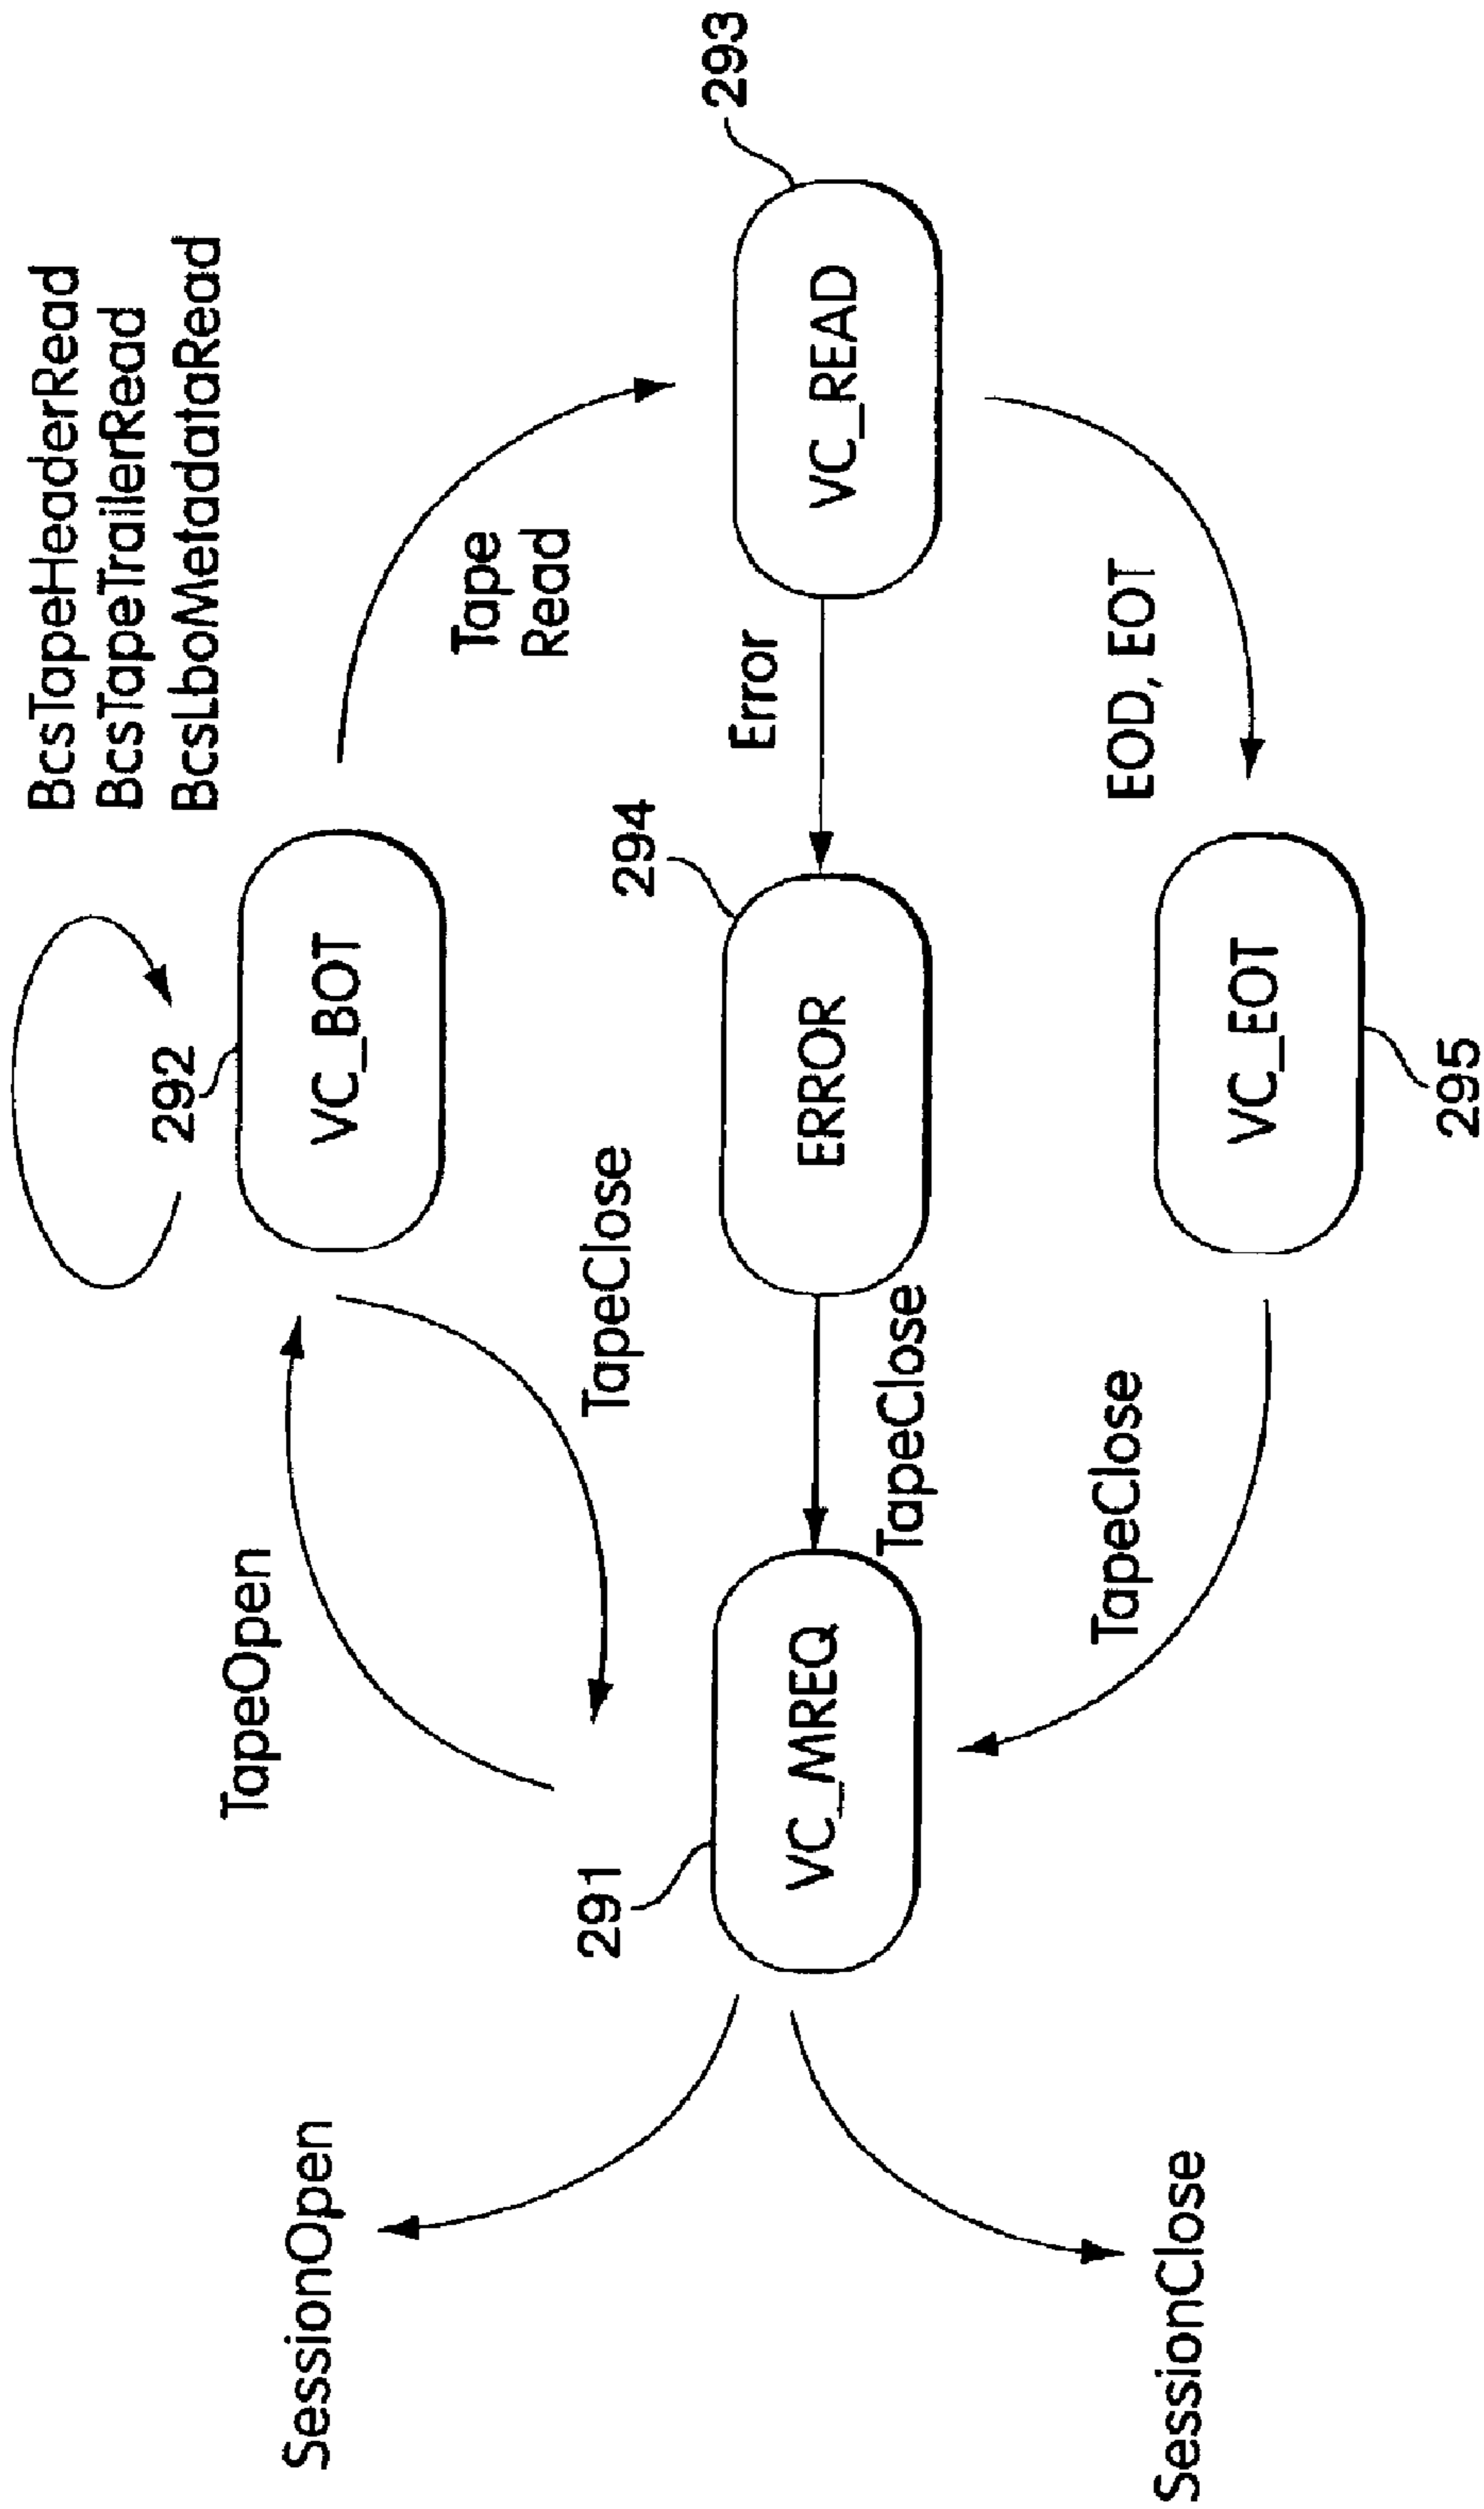 BcsTapeHeaderRead
BcsTapeTrailerRead
BcsLboMetadataRead
292
VC_BOT
TapeOpen
TapeClose
Tape
Read
SessionOpen
291
VC_MREQ
TapeClose
294
ERROR
Error
293
VC_READ
SessionClose
TapeClose
EOD, EOT
VC_EOT
295